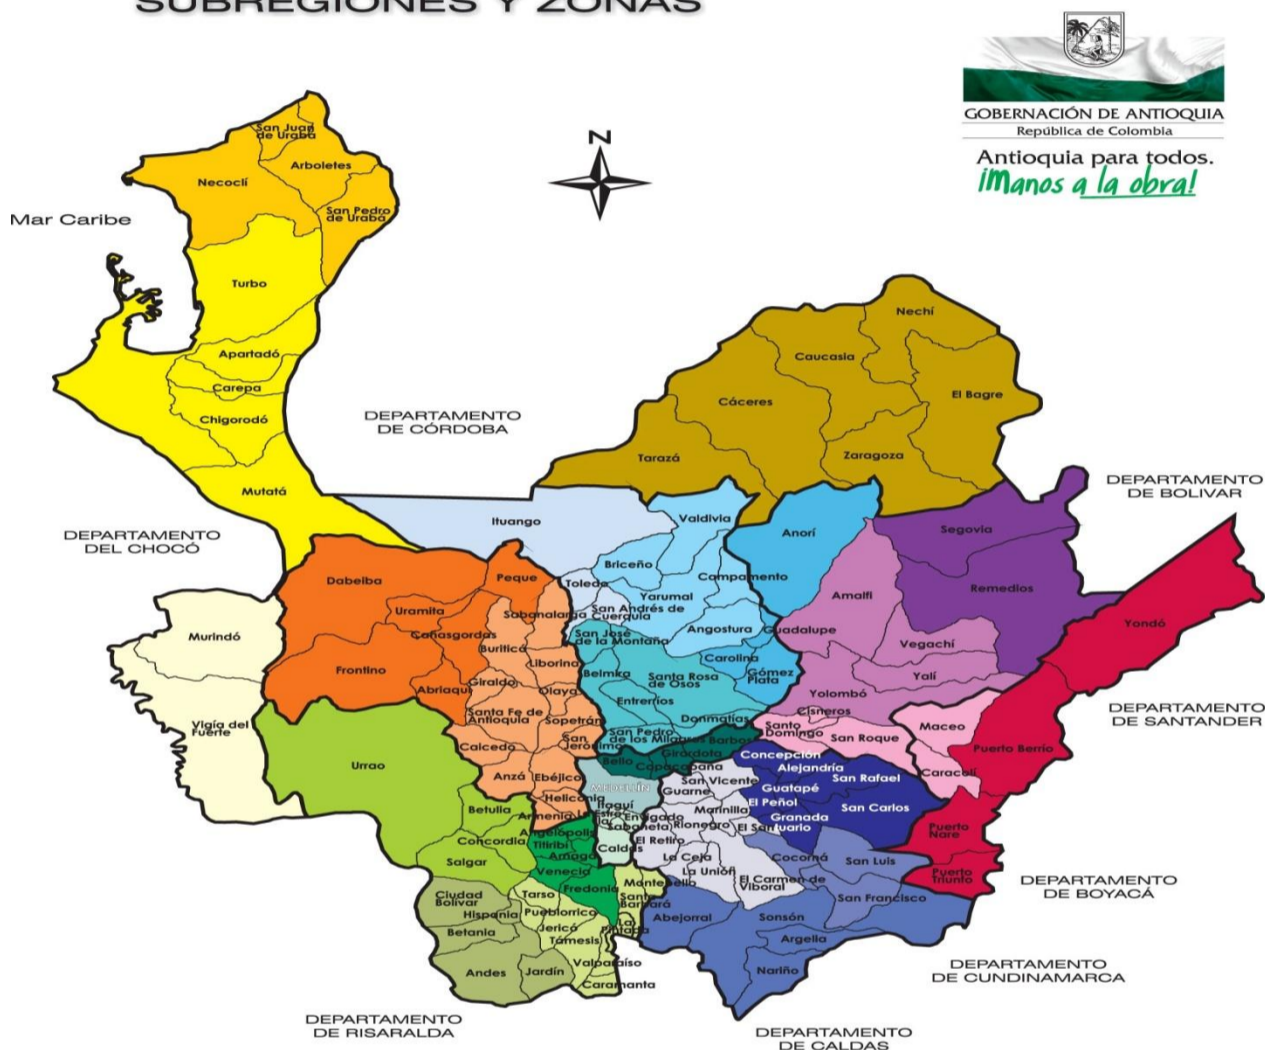 SUBREGIONES Y ZONAS
GOBERNACIÓN DE ANTIOQUIA
República de Colombia
Antioquia para todos.
¡Manos a la obra!
N
Mar Caribe
San Juan
de Urabá
Arboletes
Necoclí
San Pedro
de Urabá
Turbo
Apartadó
Carepa
Chigorodó
Mutatá
DEPARTAMENTO
DE CÓRDOBA
DEPARTAMENTO
DEL CHOCÓ
Nechí
Caucasia
El Bagre
Cáceres
Zaragoza
Tarazá
DEPARTAMENTO
DE BOLIVAR
Ituango
Valdivia
Anorí
Segovia
Briceño
Toledo
Campamento
Yarumal
San Andrés de
Cuerquia
Angostura
Guadalupe
Amalfi
Remedios
Yondó
Vegachí
Yalí
Yolombó
Cisneros
Dabeiba
Peque
Uramita
Sabanalarga
Cañasgordas
Buriticá
Frontino
Abriaquí
Giraldo
Liborina
Olaya
Santa Fe de
Antioquia
Sopetrán
San
Jerónimo
Caicedo
Anzá
Ebéjico
Heliconia
Armenia
San José
de la Montaña
Belmira
Santa Rosa
de Osos
Carolina
Gómez
Plata
Entrerríos
Donmatías
San Pedro
de los Milagros
Murindó
Vigía del
Fuerte
Urrao
Betulia
Concordia
Salgar
Santo
Domingo
San Roque
Maceo
Caracolí
Puerto Berrío
DEPARTAMENTO
DE SANTANDER
Barbosa
Girardota
Bello
Copacabana
MEDELLÍN
Itaguí
Envigado
Sabaneta
Caldas
Concepción
Alejandría
San Rafael
Guatapé
El Peñol
San Carlos
Granada
San Vicente
Guarne
Marinilla
Rionegro
El Santuario
El Retiro
La Ceja
La Unión
El Carmen de
Viboral
Cocorná
San Luis
San Francisco
Puerto
Nare
Puerto
Triunfo
DEPARTAMENTO
DE BOYACÁ
Angelópolis
Titiribí
Amagá
Venecia
Fredonia
Ciudad
Bolívar
Hispania
Betania
Andes
Jardín
Tarso
Pueblorrico
Jericó
Támesis
Valparaíso
Caramanta
Montebello
Santa
Bárbara
La
Pintada
Abejorral
Sonsón
Argelia
Nariño
DEPARTAMENTO
DE CUNDINAMARCA
DEPARTAMENTO
DE RISARALDA
DEPARTAMENTO
DE CALDAS